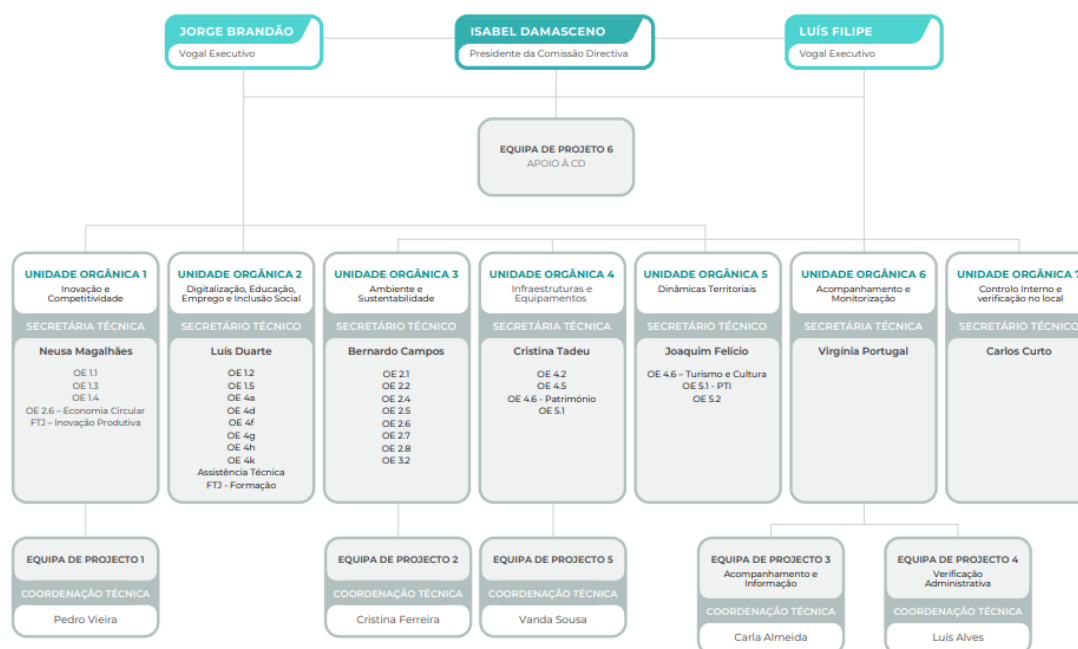 JORGE BRANDÃO
Vogal Executivo
ISABEL DAMASCENO
Presidente da Comissão Directiva
LUÍS FILIPE
Vogal Executivo
EQUIPA DE PROJETO 6
APOIO À CD
UNIDADE ORGÂNICA 1
Inovação e
Competitividade
SECRETÁRIA TÉCNICA
Neusa Magalhães
OE 1.1
OE 1.3
OE 1.4
OE 2.6 – Economia Circular
FTJ – Inovação Produtiva
UNIDADE ORGÂNICA 2
Digitalização, Educação,
Emprego e Inclusão Social
SECRETÁRIO TÉCNICO
Luís Duarte
OE 1.2
OE 1.5
OE 4a
OE 4d
OE 4f
OE 4g
OE 4h
OE 4k
Assistência Técnica
FTJ - Formação
UNIDADE ORGÂNICA 3
Ambiente e
Sustentabilidade
SECRETÁRIO TÉCNICO
Bernardo Campos
OE 2.1
OE 2.2
OE 2.4
OE 2.5
OE 2.6
OE 2.7
OE 2.8
OE 3.2
UNIDADE ORGÂNICA 4
Infraestruturas e
Equipamentos
SECRETÁRIA TÉCNICA
Cristina Tadeu
OE 4.2
OE 4.5
OE 4.6 - Património
OE 5.1
UNIDADE ORGÂNICA 5
Dinâmicas Territoriais
SECRETÁRIO TÉCNICO
Joaquim Felício
OE 4.6 – Turismo e Cultura
OE 5.1 - PTI
OE 5.2
UNIDADE ORGÂNICA 6
Acompanhamento e
Monitorização
SECRETÁRIA TÉCNICA
Virgínia Portugal
UNIDADE ORGÂNICA 7
Controlo Interno e
verificação no local
SECRETÁRIO TÉCNICO
Carlos Curto
EQUIPA DE PROJECTO 1
COORDENAÇÃO TÉCNICA
Pedro Vieira
EQUIPA DE PROJECTO 2
COORDENAÇÃO TÉCNICA
Cristina Ferreira
EQUIPA DE PROJECTO 5
COORDENAÇÃO TÉCNICA
Vanda Sousa
EQUIPA DE PROJECTO 3
Acompanhamento e
Informação
COORDENAÇÃO TÉCNICA
Carla Almeida
EQUIPA DE PROJECTO 4
Verificação
Administrativa
COORDENAÇÃO TÉCNICA
Luís Alves